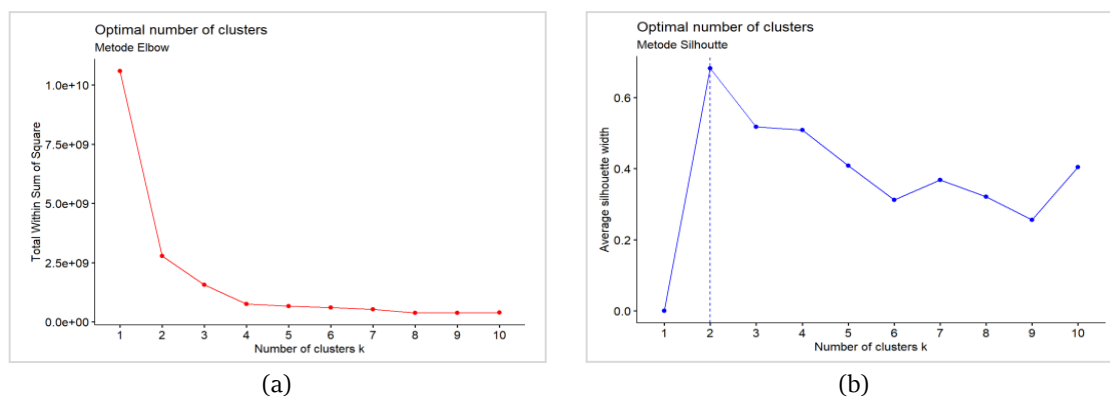 Optimal number of clusters
Metode Elbow
Total Within Sum of Square
1.0e+10
7.5e+09
5.0e+09
2.5e+09
0.0e+00
1 2 3 4 5 6 7 8 9 10
Number of clusters k
(a)
Optimal number of clusters
Metode Silhoutte
Average silhouette width
0.6
0.4
0.2
0.0
1 2 3 4 5 6 7 8 9 10
Number of clusters k
(b)